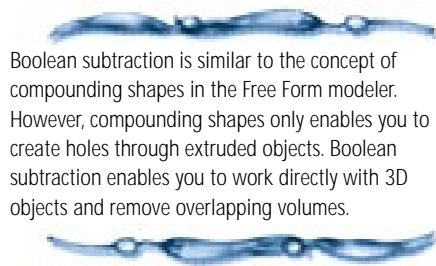 Boolean subtraction is similar to the concept of
compounding shapes in the Free Form modeler.
However, compounding shapes only enables you to
create holes through extruded objects. Boolean
subtraction enables you to work directly with 3D
objects and remove overlapping volumes.